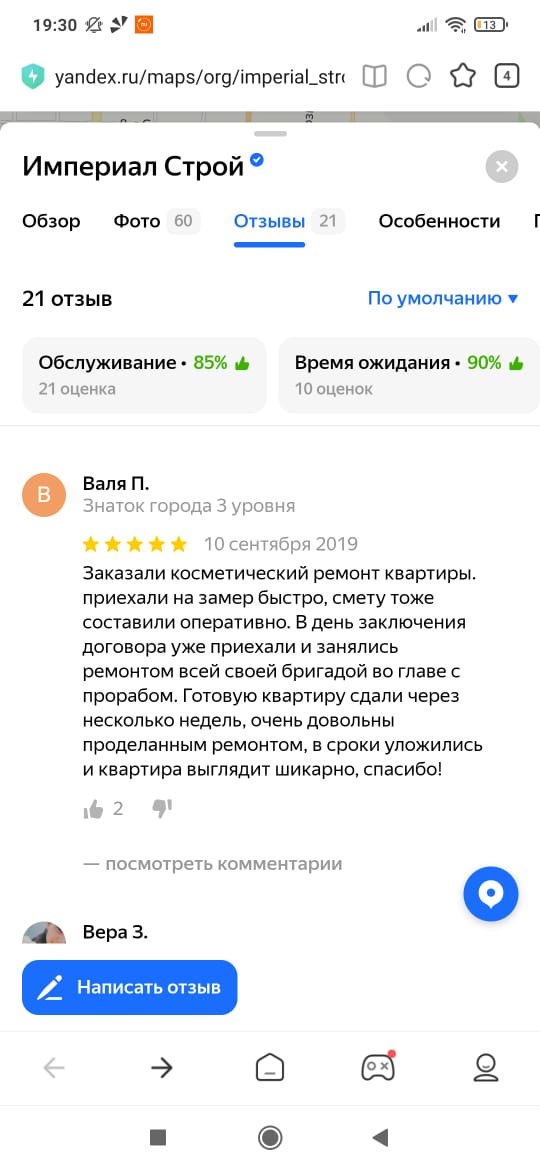 19:30
13
yandex.ru/maps/org/imperial_stro
4
Империал Строй
Обзор Фото 60 Отзывы 21 Особенности
21 отзыв По умолчанию
Обслуживание • 85% Время ожидания • 90%
21 оценка 10 оценок
В
Валя П.
Знаток города 3 уровня
10 сентября 2019
Заказали косметический ремонт квартиры.
приехали на замер быстро, смету тоже
составили оперативно. В день заключения
договора уже приехали и занялись
ремонтом всей своей бригадой во главе с
прорабом. Готовую квартиру сдали через
несколько недель, очень довольны
проделанным ремонтом, в сроки уложились
и квартира выглядит шикарно, спасибо!
2
— посмотреть комментарии
Вера З.
Написать отзыв